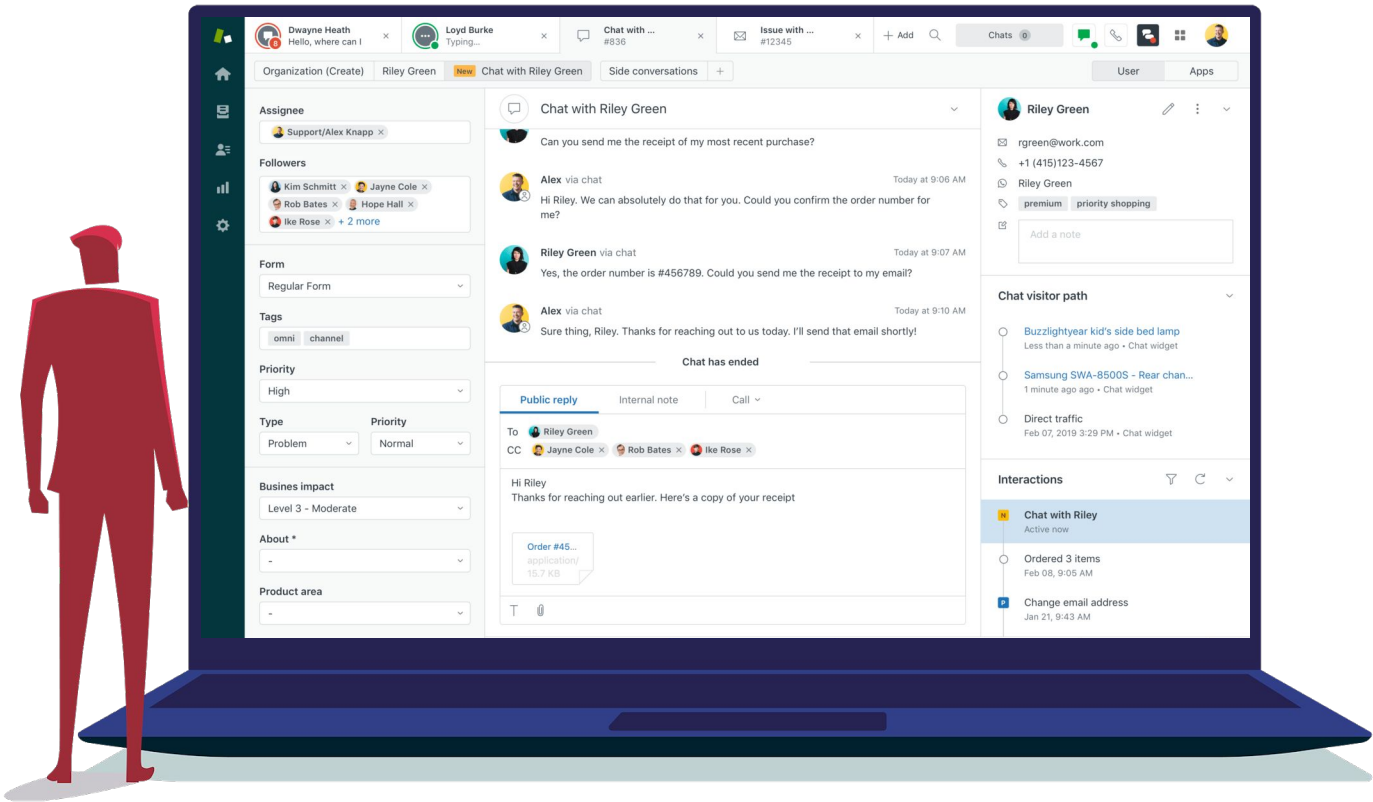 Dwayne Heath
Hello, where can I
8
Loyd Burke
Typing...
Chat with ...
#836
Issue with ...
#12345
+ Add
Chats 0
Organization (Create)
Riley Green
New Chat with Riley Green
Side conversations
+
User
Apps
Assignee
Support/Alex Knapp ×
Followers
Kim Schmitt × Jayne Cole ×
Rob Bates × Hope Hall ×
Ike Rose × + 2 more
Form
Regular Form
Tags
omni channel
Priority
High
Type Priority
Problem Normal
Busines impact
Level 3 - Moderate
About *
-
Product area
-
Chat with Riley Green
Can you send me the receipt of my most recent purchase?
Alex via chat Today at 9:06 AM
Hi Riley. We can absolutely do that for you. Could you confirm the order number for
me?
Riley Green via chat Today at 9:07 AM
Yes, the order number is #456789. Could you send me the receipt to my email?
Alex via chat Today at 9:10 AM
Sure thing, Riley. Thanks for reaching out to us today. I'll send that email shortly!
Chat has ended
Public reply Internal note Call
To Riley Green
CC Jayne Cole × Rob Bates × Ike Rose ×
Hi Riley
Thanks for reaching out earlier. Here's a copy of your receipt
Order #45...
application/
15.7 KB
T
Riley Green
rgreen@work.com
+1 (415)123-4567
Riley Green
premium priority shopping
Add a note
Chat visitor path
Buzzlightyear kid's side bed lamp
Less than a minute ago • Chat widget
Samsung SWA-8500S - Rear chan...
1 minute ago ago • Chat widget
Direct traffic
Feb 07, 2019 3:29 PM • Chat widget
Interactions
N Chat with Riley
Active now
Ordered 3 items
Feb 08, 9:05 AM
P Change email address
Jan 21, 9:43 AM